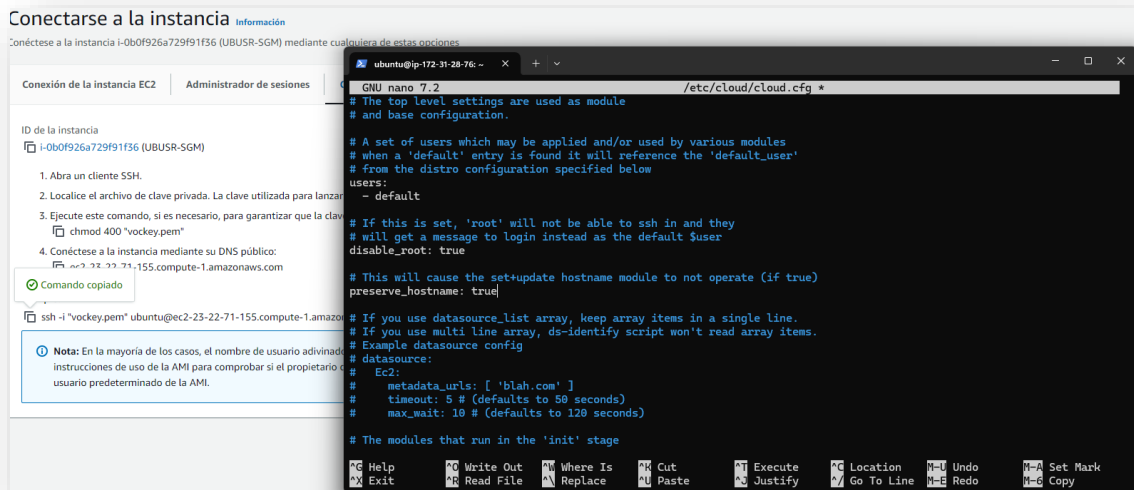 Conectarse a la instancia Información
Conéctese a la instancia i-0b0f926a729f91f36 (UBUSR-SGM) mediante cualquiera de estas opciones
Conexión de la instancia EC2
Administrador de sesiones
ID de la instancia
i-0b0f926a729f91f36 (UBUSR-SGM)
1. Abra un cliente SSH.
2. Localice el archivo de clave privada. La clave utilizada para lanzar
3. Ejecute este comando, si es necesario, para garantizar que la
chmod 400 "vockey.pem"
4. Conéctese a la instancia mediante su DNS público:
ec2-23-22-71-155.compute-1.amazonaws.com
Comando copiado
ssh -i "vockey.pem" ubuntu@ec2-23-22-71-155.compute-1.amazon
Nota: En la mayoría de los casos, el nombre de usuario adivinado
instrucciones de uso de la AMI para comprobar si el propietario
usuario predeterminado de la AMI.
ubuntu@ip-172-31-28-76: ~
GNU nano 7.2 /etc/cloud/cloud.cfg *
# The top level settings are used as module
# and base configuration.
# A set of users which may be applied and/or used by various modules
# when a 'default' entry is found it will reference the 'default_user'
# from the distro configuration specified below
users:
- default
# If this is set, 'root' will not be able to ssh in and they
# will get a message to login instead as the default $user
disable_root: true
# This will cause the set+update hostname module to not operate (if true)
preserve_hostname: true
# If you use datasource_list array, keep array items in a single line.
# If you use multi line array, ds-identify script won't read array items.
# Example datasource config
# datasource:
# Ec2:
# metadata_urls: [ 'blah.com' ]
# timeout: 5 # (defaults to 50 seconds)
# max_wait: 10 # (defaults to 120 seconds)
# The modules that run in the 'init' stage
^G Help ^O Write Out ^W Where Is ^K Cut ^T Execute ^C Location M-U Undo M-A Set Mark
^X Exit ^R Read File ^\ Replace ^U Paste ^J Justify ^/ Go To Line M-E Redo M-6 Copy